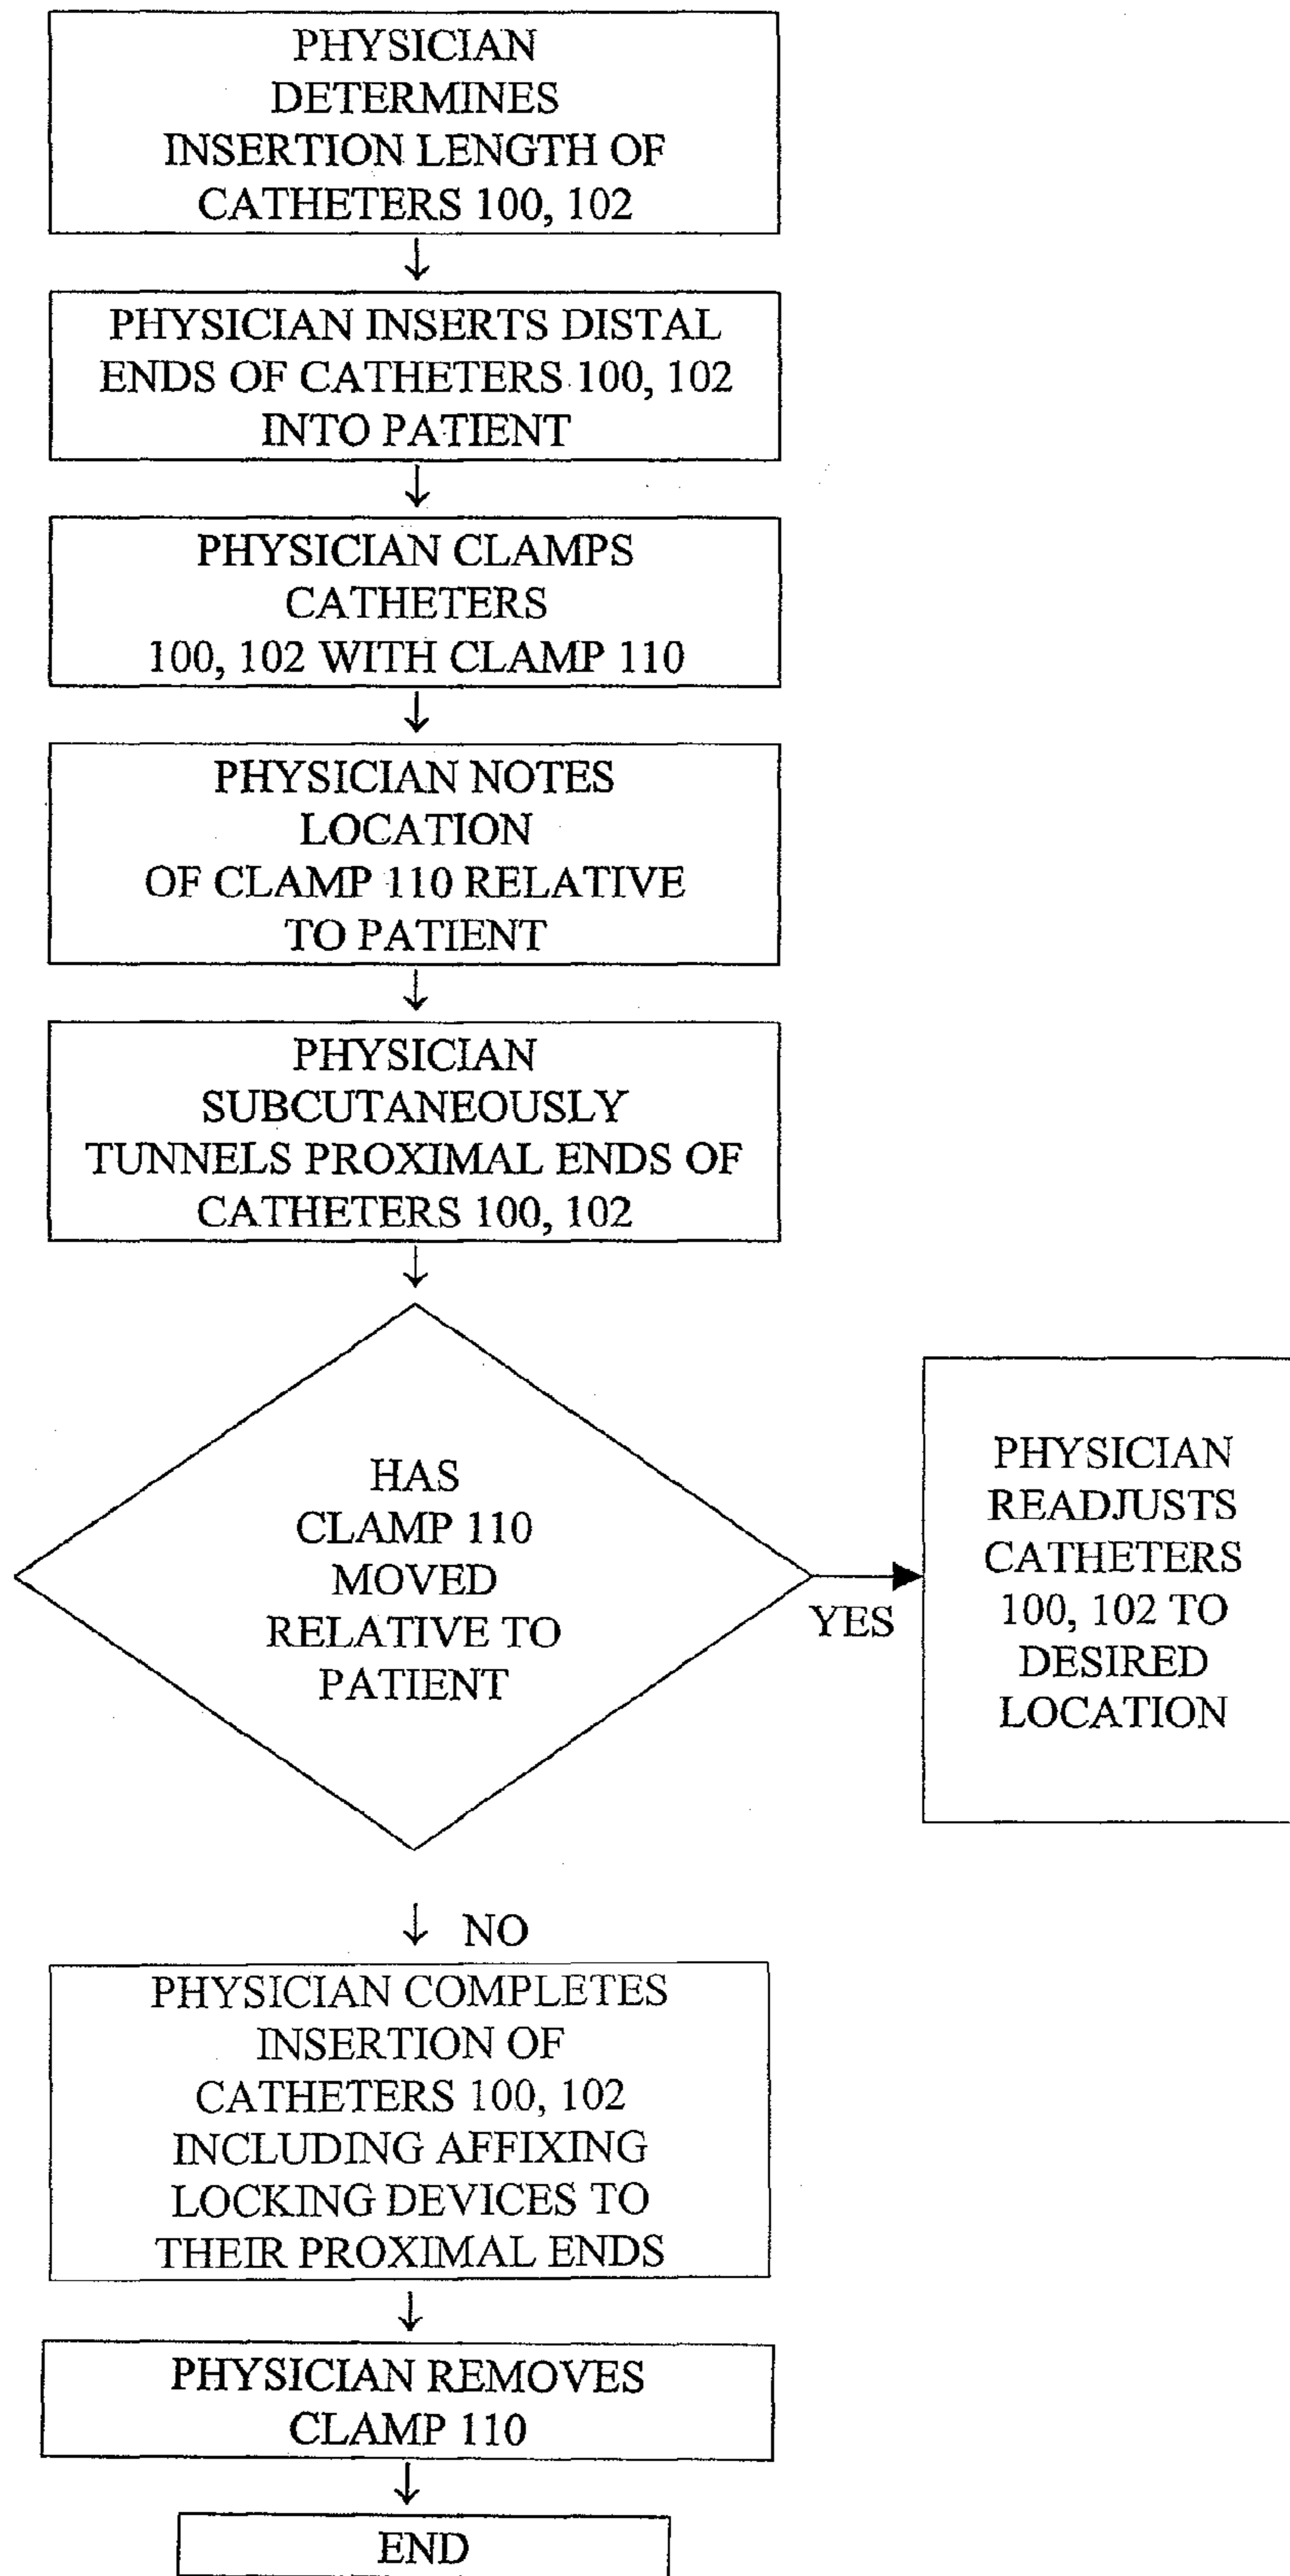 PHYSICIAN
DETERMINES
INSERTION LENGTH OF
CATHETERS 100, 102
PHYSICIAN INSERTS DISTAL
ENDS OF CATHETERS 100, 102
INTO PATIENT
PHYSICIAN CLAMPS
CATHETERS
100, 102 WITH CLAMP 110
PHYSICIAN NOTES
LOCATION
OF CLAMP 110 RELATIVE
TO PATIENT
PHYSICIAN
SUBCUTANEOUSLY
TUNNELS PROXIMAL ENDS OF
CATHETERS 100, 102
HAS
CLAMP 110
MOVED
RELATIVE TO
PATIENT
YES
PHYSICIAN
READJUSTS
CATHETERS
100, 102 TO
DESIRED
LOCATION
NO
PHYSICIAN COMPLETES
INSERTION OF
CATHETERS 100, 102
INCLUDING AFFIXING
LOCKING DEVICES TO
THEIR PROXIMAL ENDS
PHYSICIAN REMOVES
CLAMP 110
END